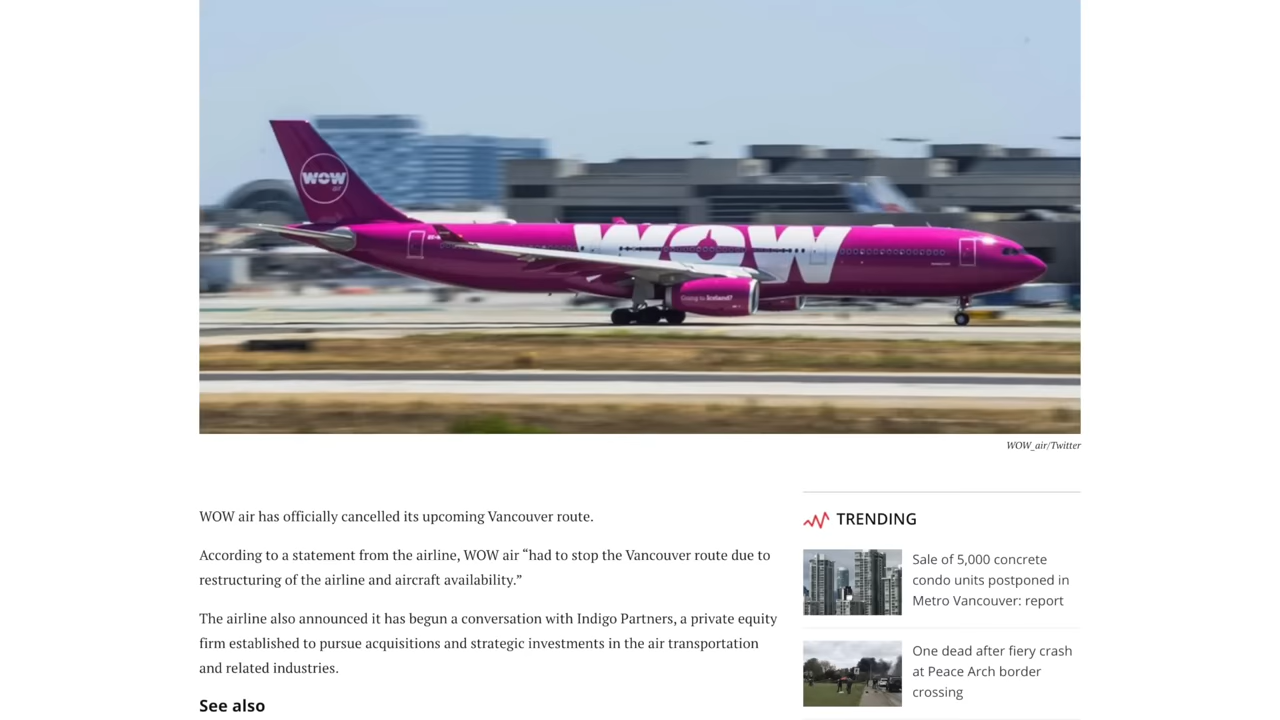 wow
air
WOW
Going to Iceland?
WOW_air/Twitter
WOW air has officially cancelled its upcoming Vancouver route.
According to a statement from the airline, WOW air “had to stop the Vancouver route due to
restructuring of the airline and aircraft availability.”
The airline also announced it has begun a conversation with Indigo Partners, a private equity
firm established to pursue acquisitions and strategic investments in the air transportation
and related industries.
See also
TRENDING
Sale of 5,000 concrete
condo units postponed in
Metro Vancouver: report
One dead after fiery crash
at Peace Arch border
crossing